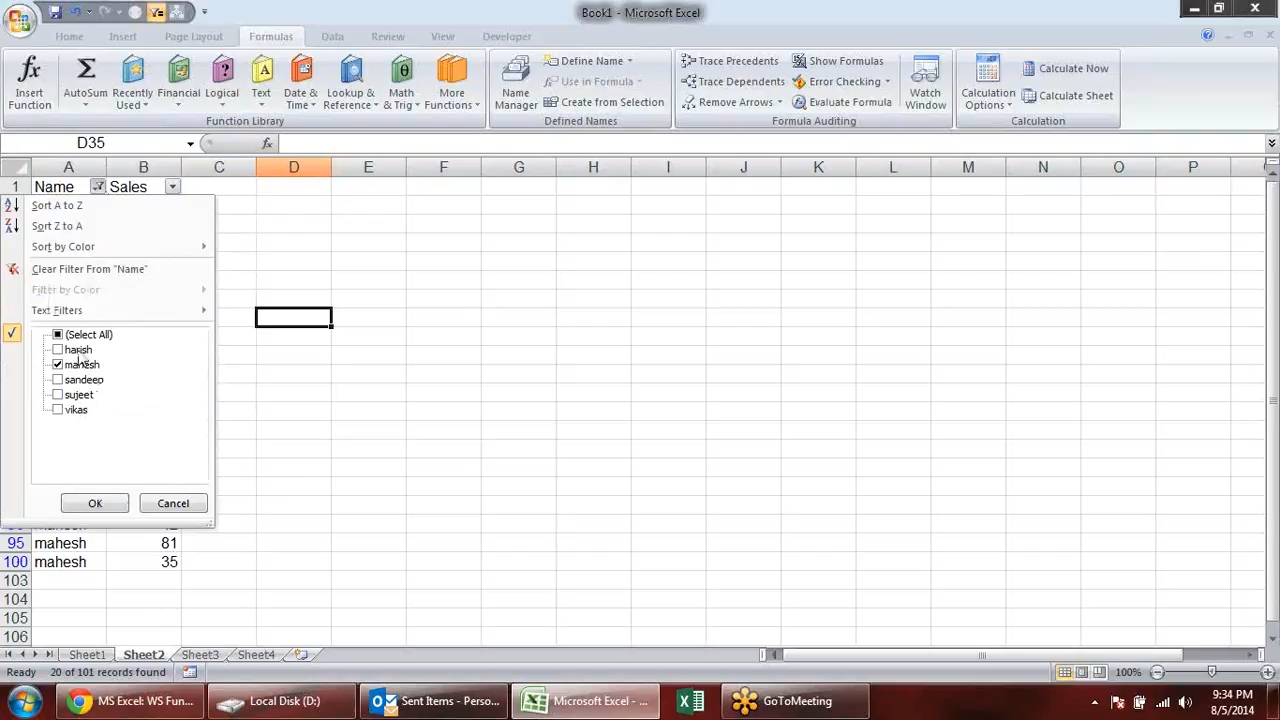 Book1 - Microsoft Excel
Home Insert Page Layout Formulas Data Review View Developer
Insert Function
AutoSum
Recently Used
Financial
Logical
Text
Date & Time
Lookup & Reference
Math & Trig
More Functions
Function Library
Name Manager
Define Name
Use in Formula
Create from Selection
Defined Names
Trace Precedents
Trace Dependents
Remove Arrows
Show Formulas
Error Checking
Evaluate Formula
Formula Auditing
Watch Window
Calculation Options
Calculate Now
Calculate Sheet
Calculation
D35
fx
A B C D E F G H I J K L M N O P
1 Name Sales
Sort A to Z
Sort Z to A
Sort by Color
Clear Filter From "Name"
Filter by Color
Text Filters
(Select All)
harish
mahesh
sandeep
sujeet
vikas
OK Cancel
95 mahesh 81
100 mahesh 35
103
104
105
106
Sheet1 Sheet2 Sheet3 Sheet4
Ready 20 of 101 records found 100%
MS Excel: WS Fun... Local Disk (D:) Sent Items - Perso... Microsoft Excel - ... GoToMeeting
9:34 PM
8/5/2014